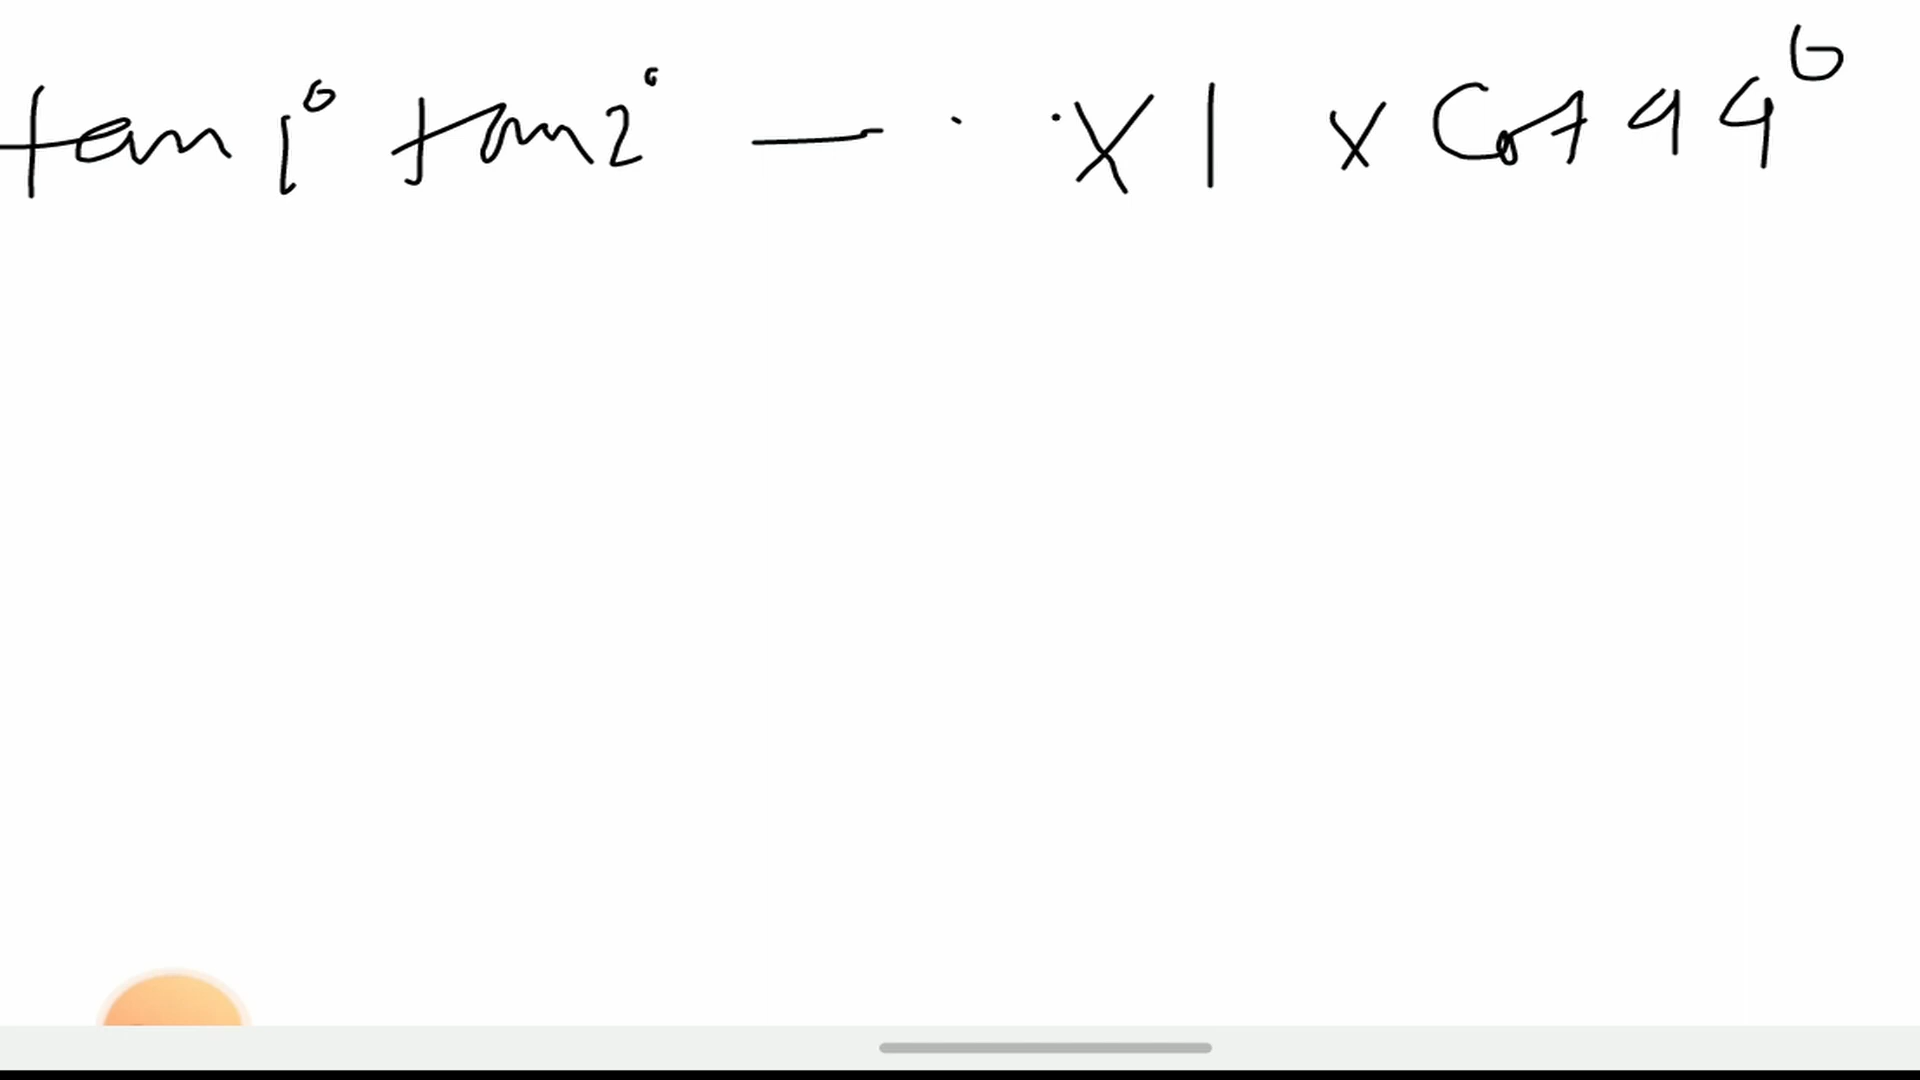 tan 1° tan 2° — · · × 1 × Cot 44°